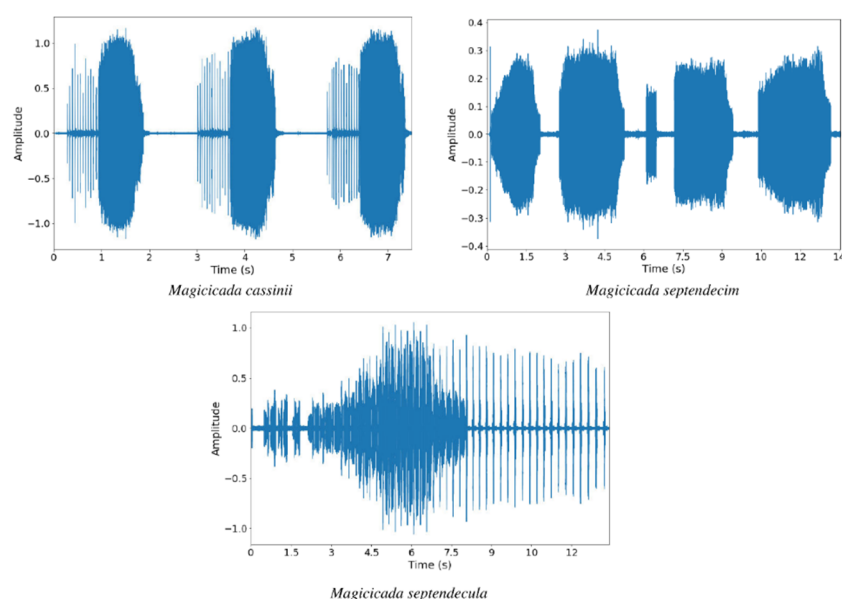 1.0
0.5
0.0
−0.5
−1.0
Amplitude
0 1 2 3 4 5 6 7
Time (s)
Magicicada cassinii
0.4
0.3
0.2
0.1
0.0
−0.1
−0.2
−0.3
−0.4
Amplitude
0 1.5 3 4.5 6 7.5 9 10 12 14
Time (s)
Magicicada septendecim
1.0
0.5
0.0
−0.5
−1.0
Amplitude
0 1.5 3 4.5 6 7.5 9 10 12
Time (s)
Magicicada septendecula